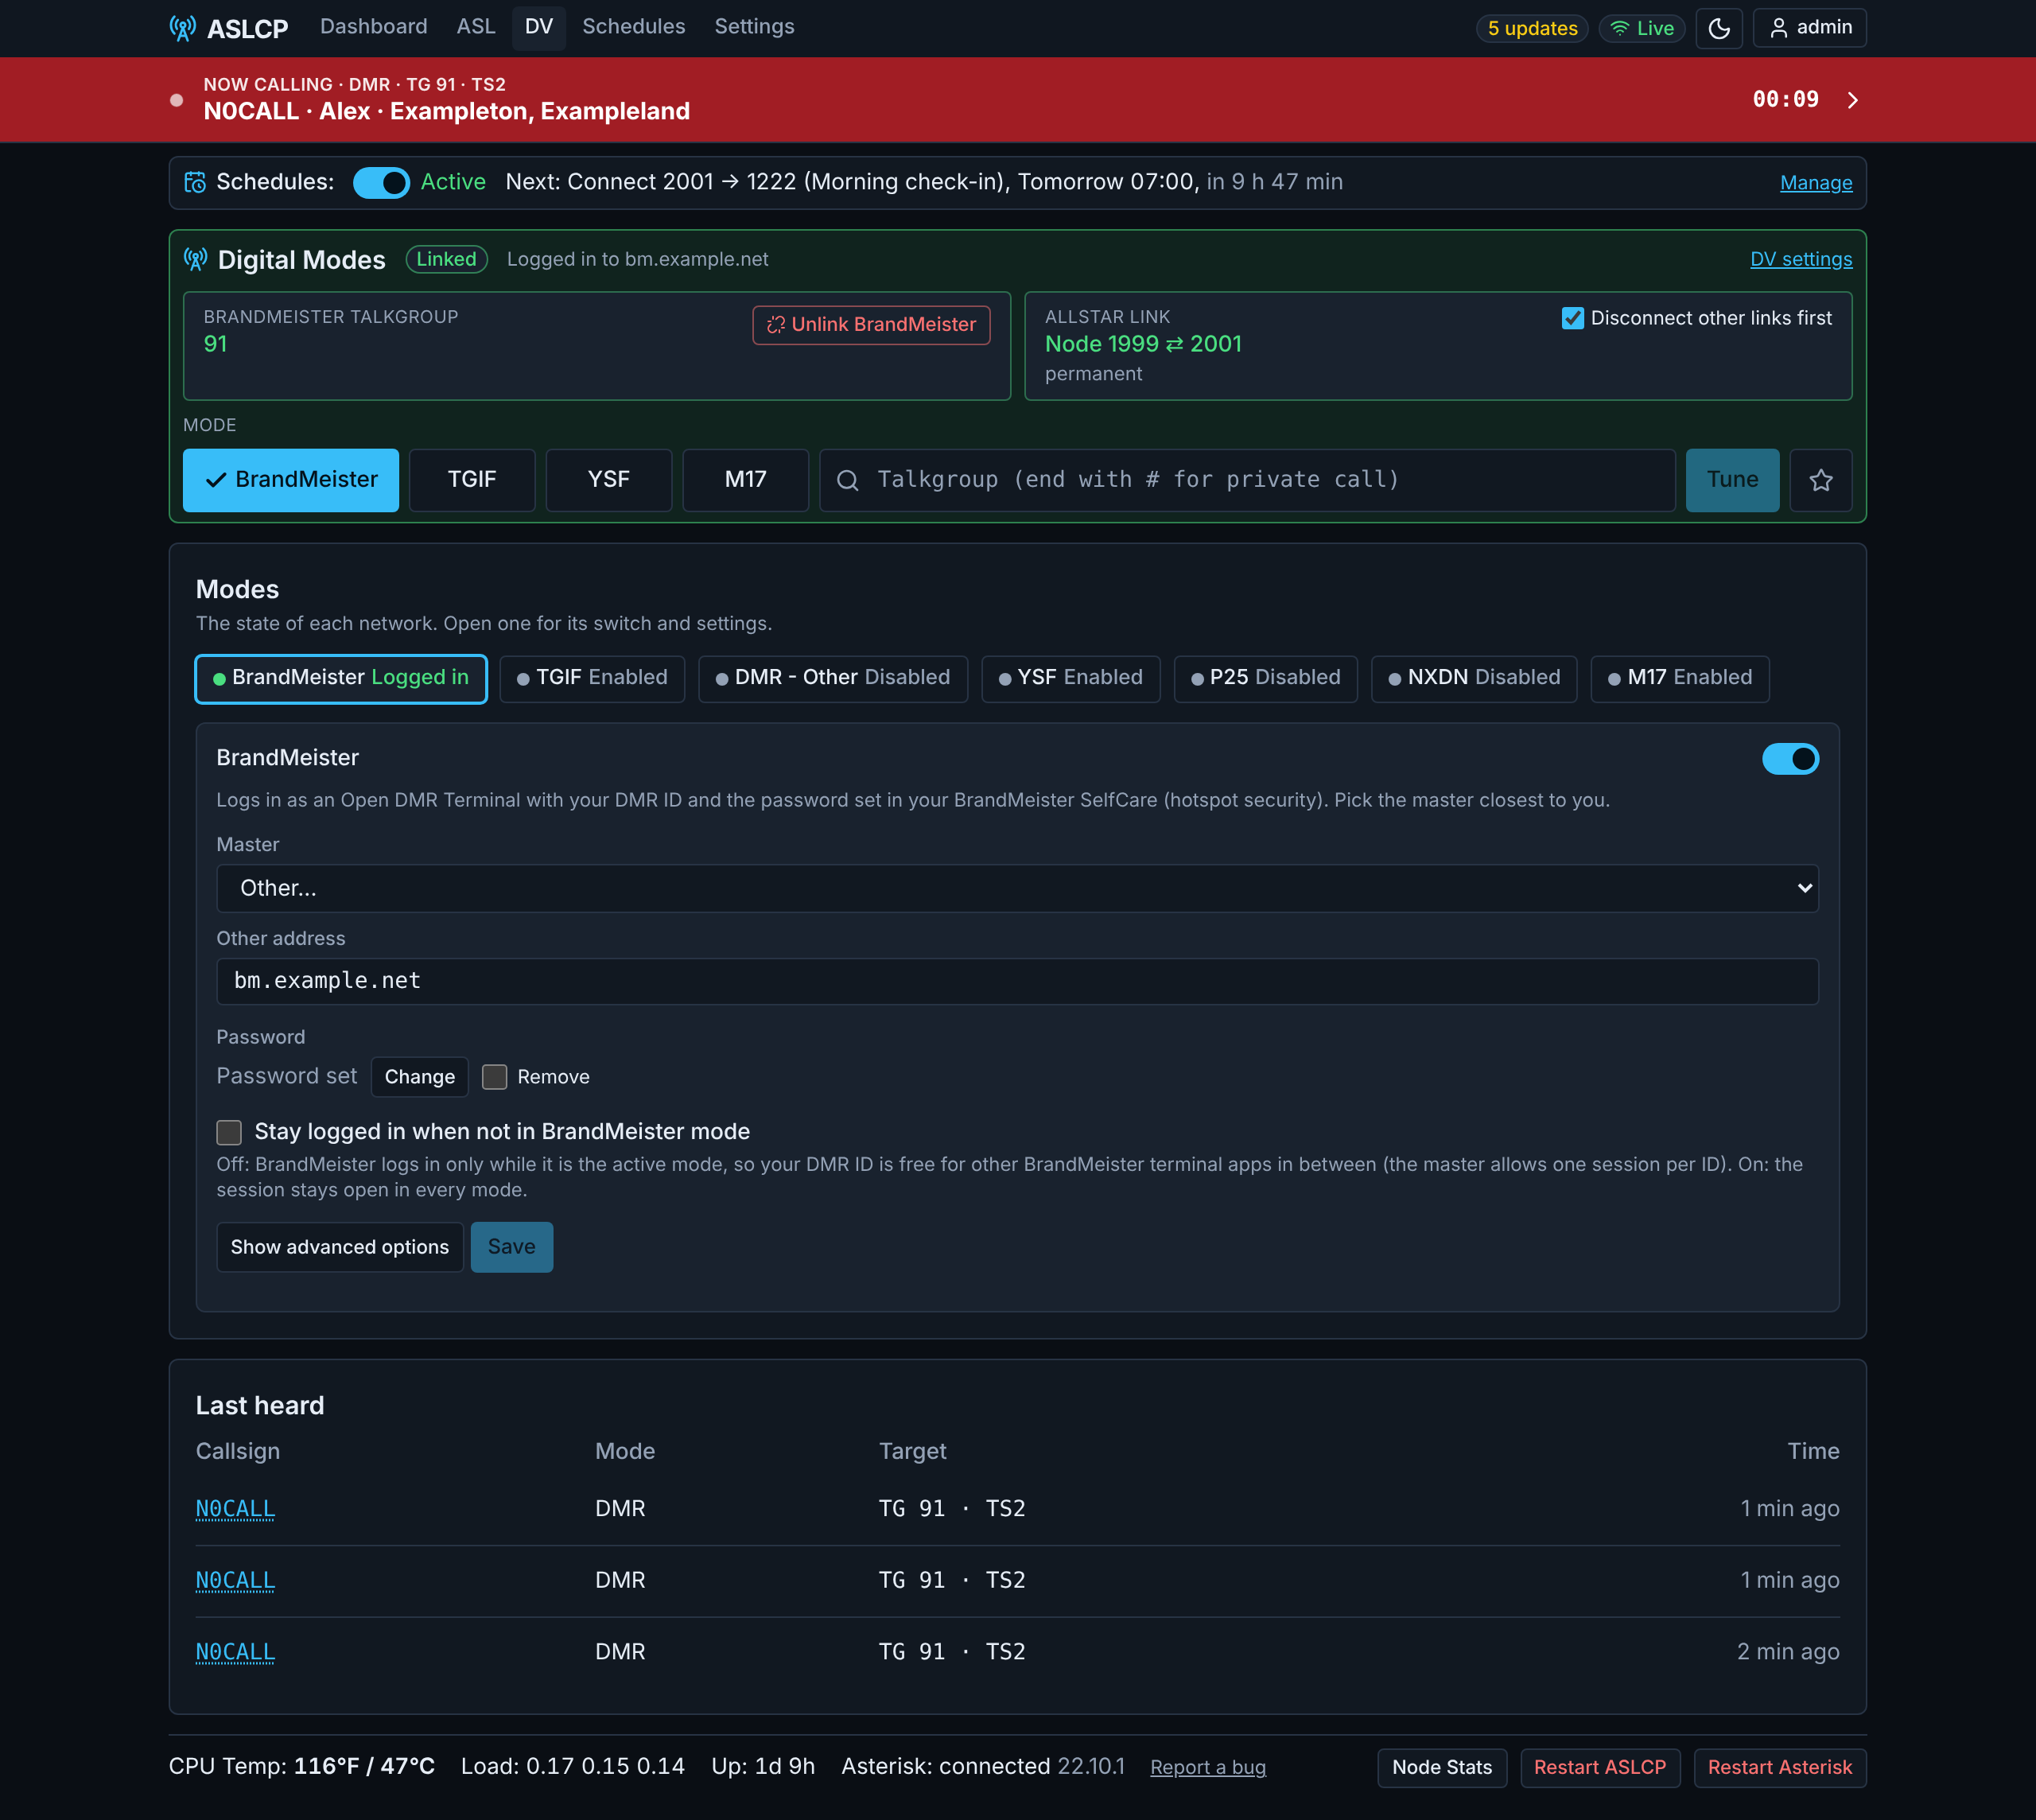 ASLCP Dashboard ASL DV Schedules Settings 5 updates Live admin
NOW CALLING · DMR · TG 91 · TS2
N0CALL · Alex · Exampleton, Exampleland 00:09
Schedules: Active Next: Connect 2001 → 1222 (Morning check-in), Tomorrow 07:00, in 9 h 47 min Manage
Digital Modes Linked Logged in to bm.example.net DV settings
BRANDMEISTER TALKGROUP Unlink BrandMeister
91
ALLSTAR LINK Disconnect other links first
Node 1999 ⇄ 2001
permanent
MODE
BrandMeister TGIF YSF M17 Talkgroup (end with # for private call) Tune
Modes
The state of each network. Open one for its switch and settings.
BrandMeister Logged in TGIF Enabled DMR - Other Disabled YSF Enabled P25 Disabled NXDN Disabled M17 Enabled
BrandMeister
Logs in as an Open DMR Terminal with your DMR ID and the password set in your BrandMeister SelfCare (hotspot security). Pick the master closest to you.
Master
Other...
Other address
bm.example.net
Password
Password set Change Remove
Stay logged in when not in BrandMeister mode
Off: BrandMeister logs in only while it is the active mode, so your DMR ID is free for other BrandMeister terminal apps in between (the master allows one session per ID). On: the
session stays open in every mode.
Show advanced options Save
Last heard
Callsign Mode Target Time
N0CALL DMR TG 91 · TS2 1 min ago
N0CALL DMR TG 91 · TS2 1 min ago
N0CALL DMR TG 91 · TS2 2 min ago
CPU Temp: 116°F / 47°C Load: 0.17 0.15 0.14 Up: 1d 9h Asterisk: connected 22.10.1 Report a bug Node Stats Restart ASLCP Restart Asterisk